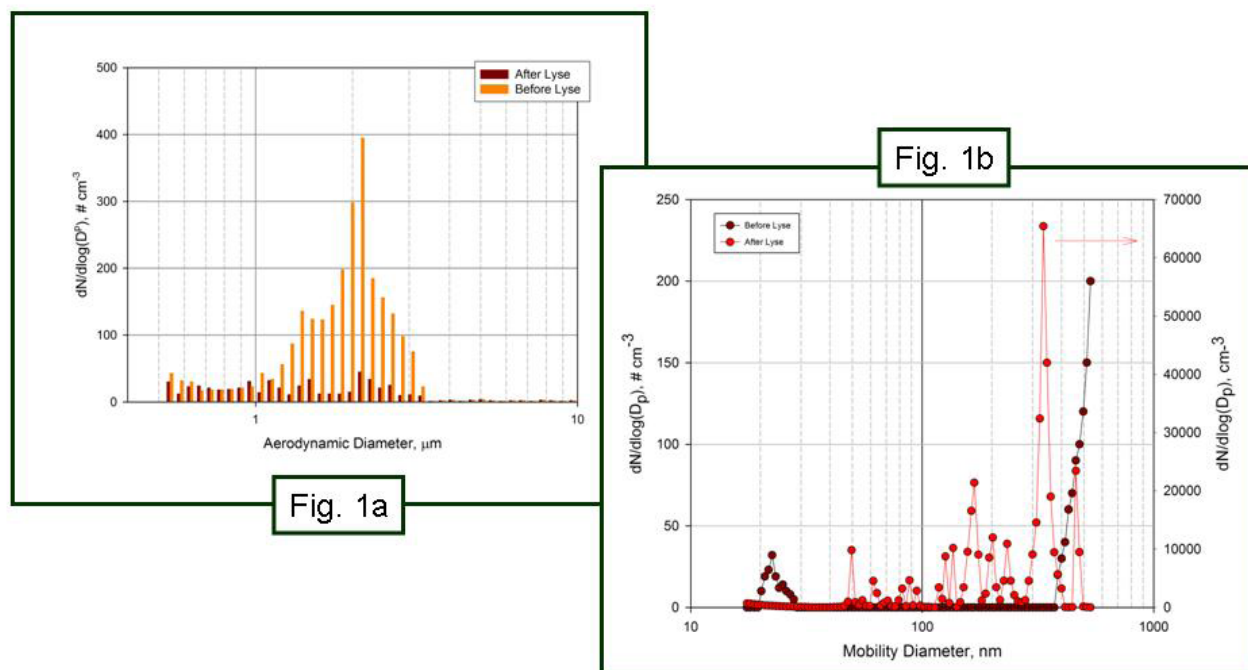 500
400
300
200
100
0
dN/dlog(Dᵖ), # cm⁻³
After Lyse
Before Lyse
1
10
Aerodynamic Diameter, μm
Fig. 1a
Fig. 1b
250
200
150
100
50
0
dN/dlog(Dp), # cm⁻³
Before Lyse
After Lyse
70000
60000
50000
40000
30000
20000
10000
0
dN/dlog(Dp), cm-³
10
100
1000
Mobility Diameter, nm